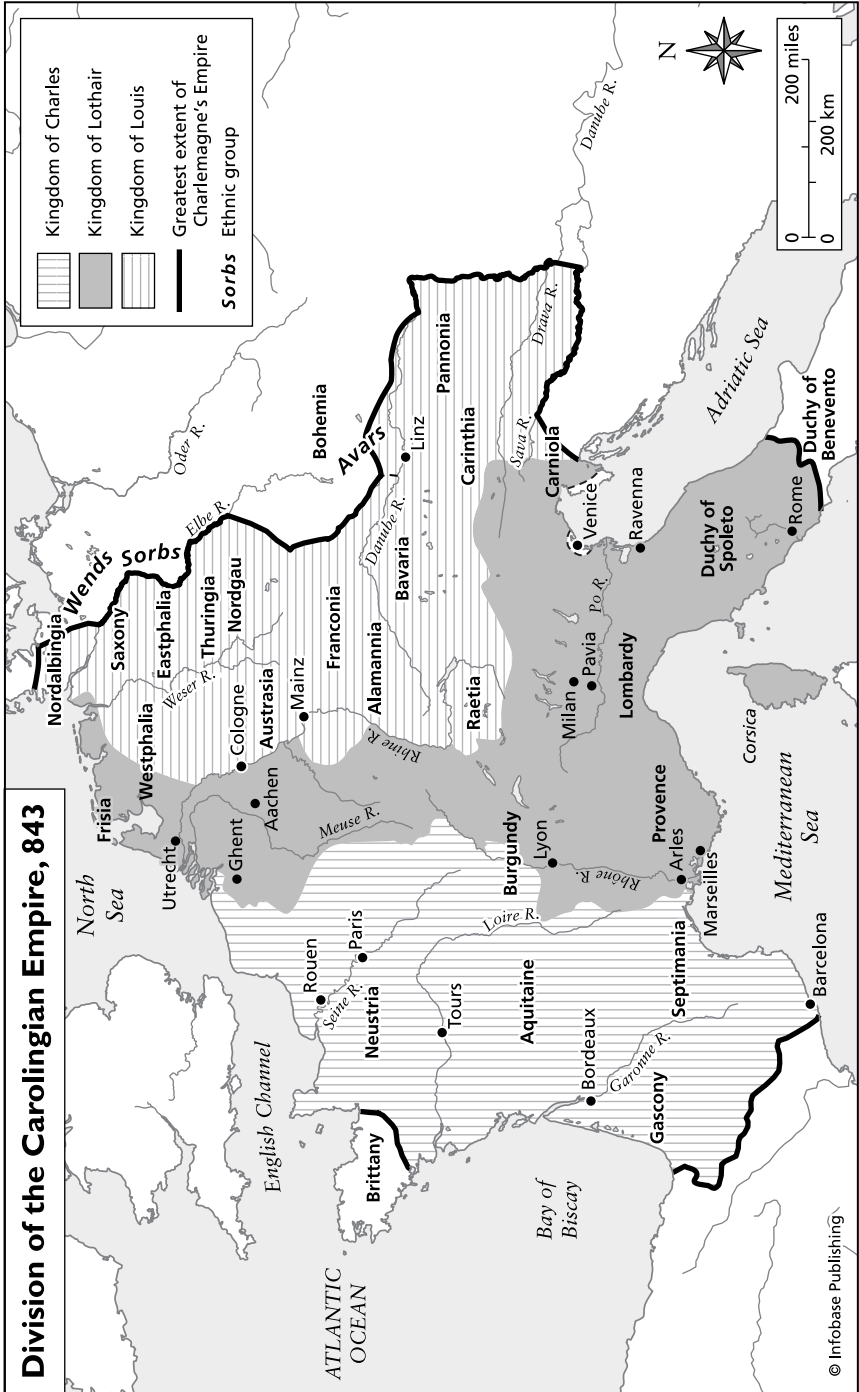 Division of the Carolingian Empire, 843
Kingdom of Charles
Kingdom of Lothair
Kingdom of Louis
Greatest extent of
Charlemagne's Empire
Sorbs Ethnic group
N
0 200 miles
0 200 km
North
Sea
English Channel
ATLANTIC
OCEAN
Bay of
Biscay
Mediterranean
Sea
Adriatic Sea
Corsica
Nordalbingia
Wends
Sorbs
Avars
Saxony
Eastphalia
Thuringia
Nordgau
Westphalia
Frisia
Utrecht
Ghent
Aachen
Cologne
Austrasia
Mainz
Franconia
Alamannia
Bavaria
Raetia
Bohemia
Linz
Pannonia
Carinthia
Carniola
Oder R.
Elbe R.
Weser R.
Danube R.
Danube R.
Drava R.
Sava R.
Rhine R.
Meuse R.
Rouen
Seine R.
Paris
Neustria
Brittany
Tours
Loire R.
Aquitaine
Bordeaux
Garonne R.
Gascony
Septimania
Barcelona
Burgundy
Lyon
Rhône R.
Provence
Arles
Marseilles
Milan
Pavia
Po R.
Lombardy
Venice
Ravenna
Duchy of
Spoleto
Rome
Duchy of
Benevento
© Infobase Publishing